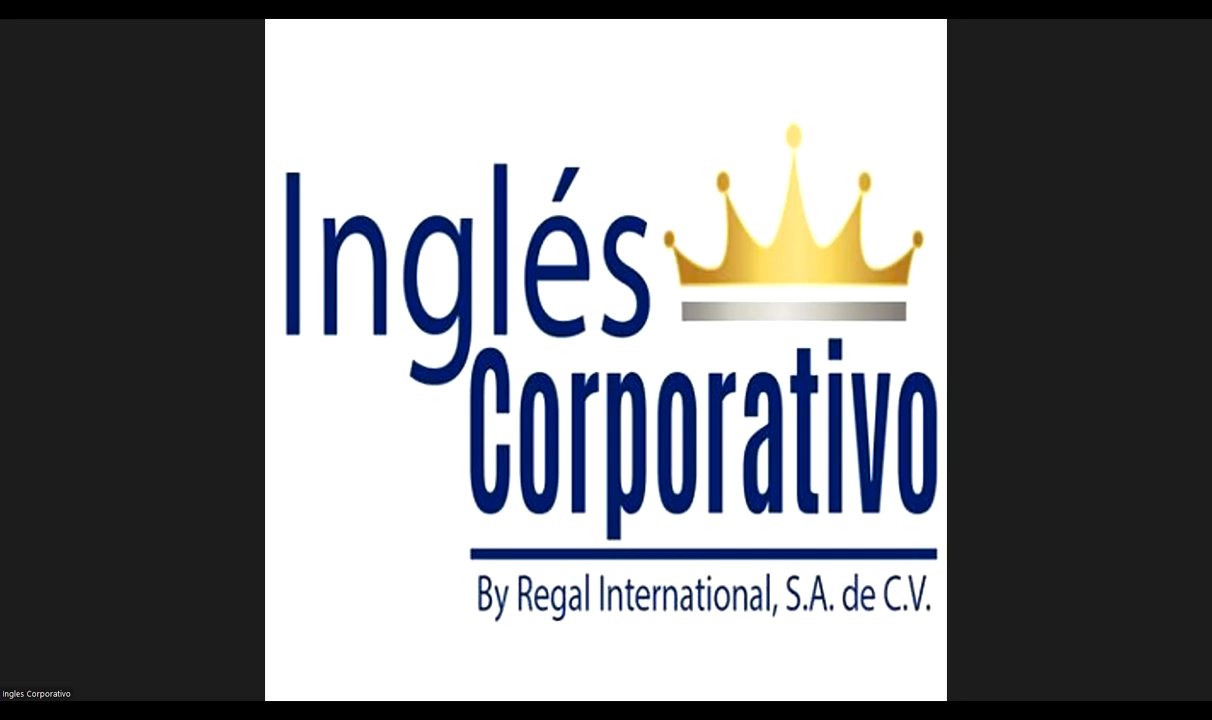 Inglés
Corporativo
By Regal International, S.A. de C.V.
Ingles Corporativo